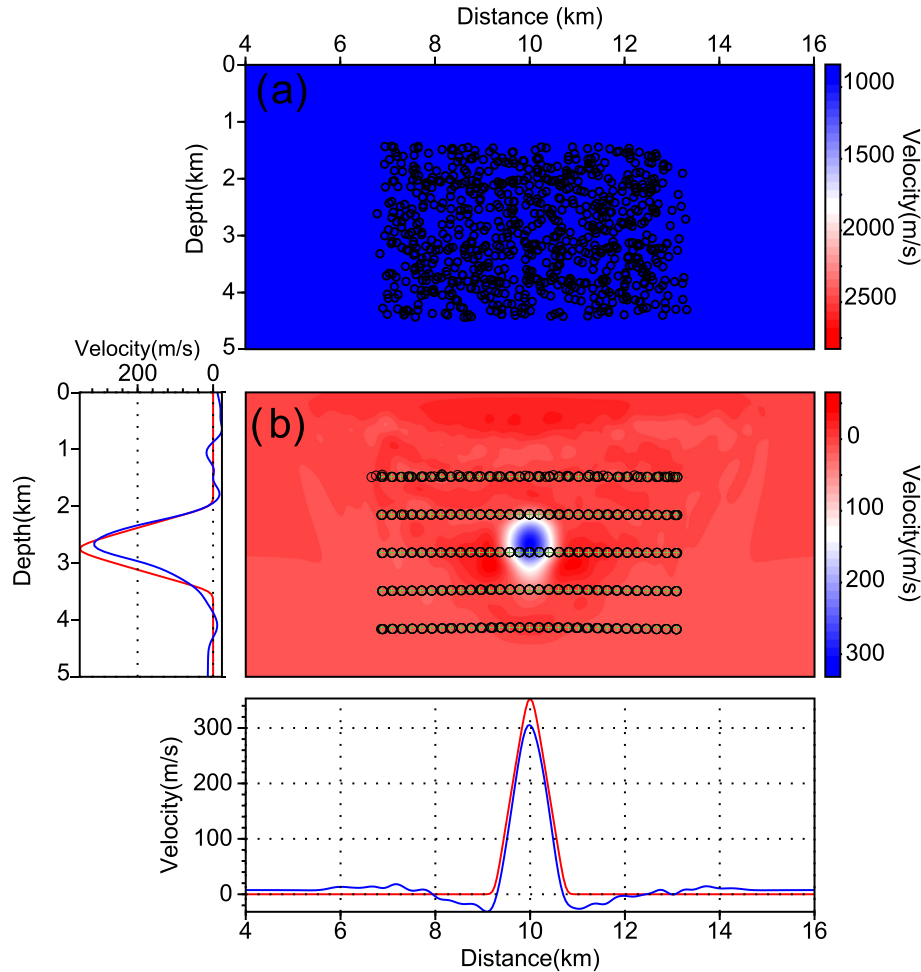 Distance (km)
4 6 8 10 12 14 16
0
1
2
3
4
5
Depth(km)
(a)
1000
1500
2000
2500
Velocity(m/s)
Velocity(m/s)
200 0
0
1
2
3
4
5
Depth(km)
(b)
0
100
200
300
Velocity(m/s)
300
200
100
0
Velocity(m/s)
4 6 8 10 12 14 16
Distance(km)